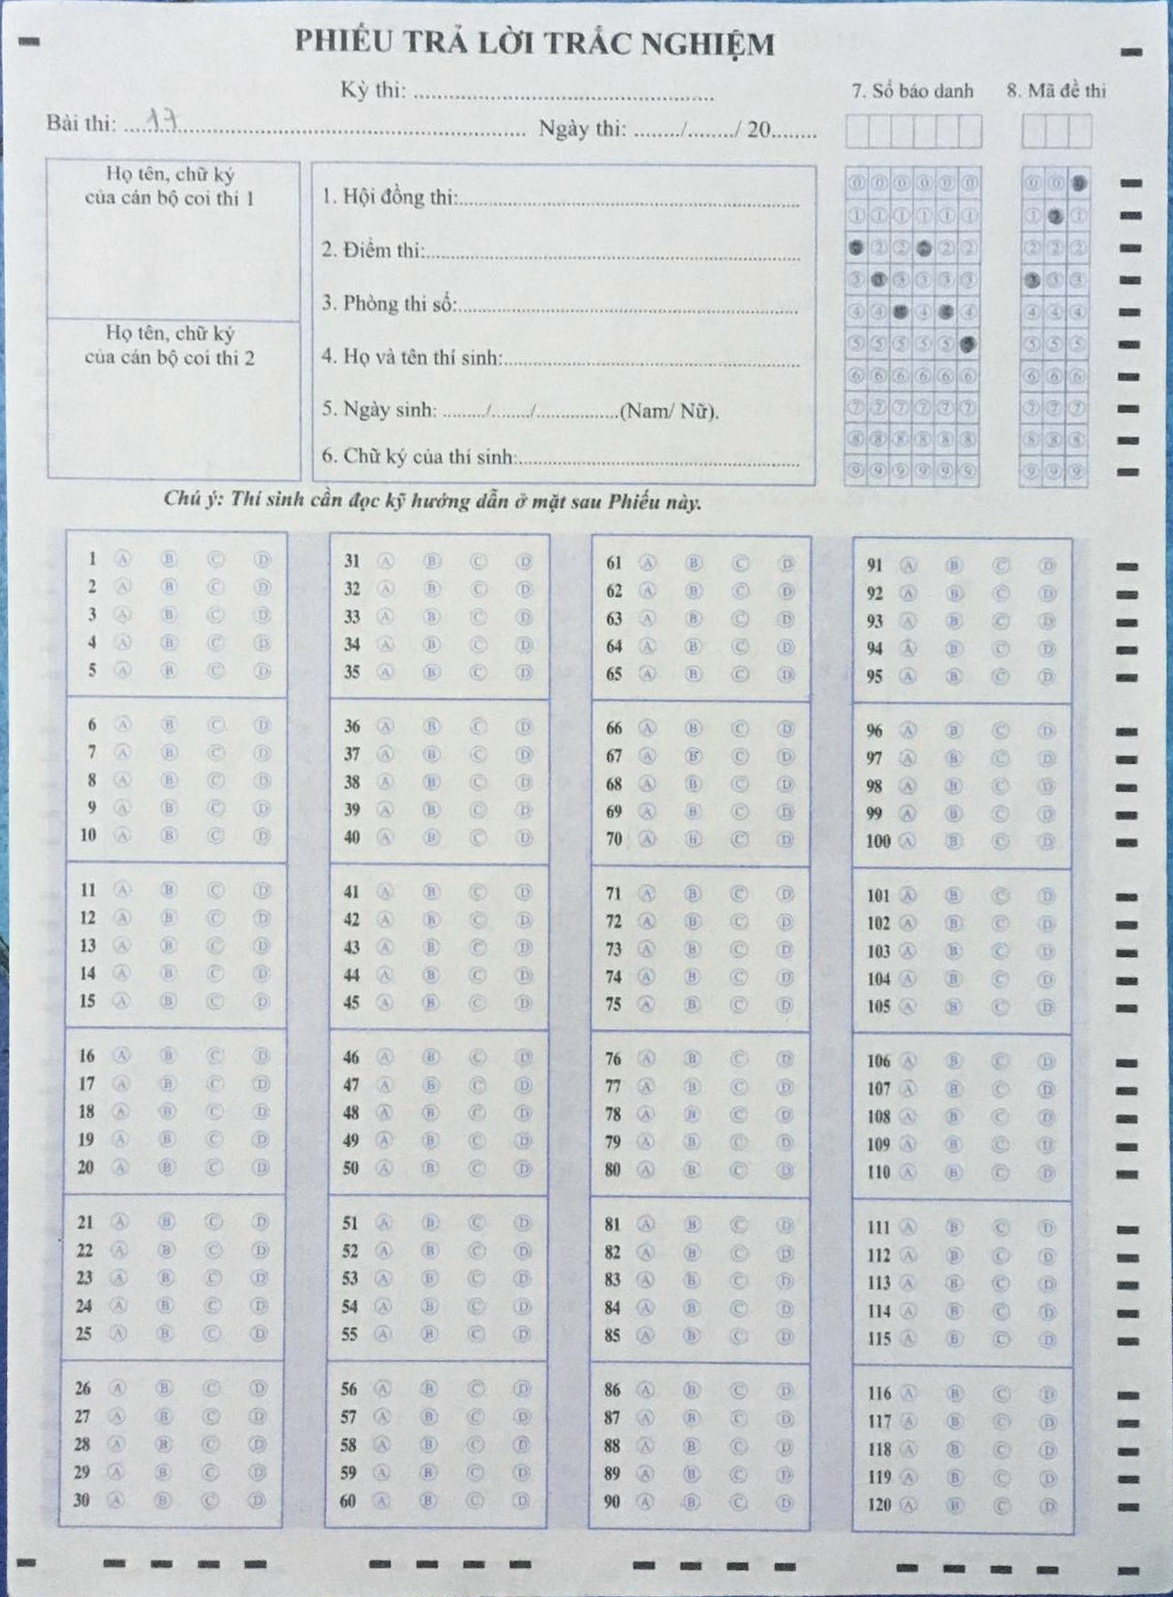 PHIẾU TRẢ LỜI TRẮC NGHIỆM
Kỳ thi: ........................................
7. Số báo danh
8. Mã đề thi
Bài thi: ...17........................................ Ngày thi: ......../......../ 20........
Họ tên, chữ ký
của cán bộ coi thi 1
Họ tên, chữ ký
của cán bộ coi thi 2
1. Hội đồng thi:........................................
2. Điểm thi:........................................
3. Phòng thi số:........................................
4. Họ và tên thí sinh:........................................
5. Ngày sinh: ......../......../...............(Nam/ Nữ).
6. Chữ ký của thí sinh:........................................
0 0 0 0 0 0
1 1 1 1 1 1
2 2 2 2
3 3 3 3 3
4 4 4 4
5 5 5 5 5
6 6 6 6 6 6
7 7 7 7 7 7
8 8 8 8 8 8
9 9 9 9 9 9
0 0
1 1
2 2 2
3 3
4 4 4
5 5 5
6 6 6
7 7 7
8 8 8
9 9 9
Chú ý: Thí sinh cần đọc kỹ hướng dẫn ở mặt sau Phiếu này.
1 A B C D
2 A B C D
3 A B C D
4 A B C D
5 A B C D
6 A B C D
7 A B C D
8 A B C D
9 A B C D
10 A B C D
11 A B C D
12 A B C D
13 A B C D
14 A B C D
15 A B C D
16 A B C D
17 A B C D
18 A B C D
19 A B C D
20 A B C D
21 A B C D
22 A B C D
23 A B C D
24 A B C D
25 A B C D
26 A B C D
27 A B C D
28 A B C D
29 A B C D
30 A B C D
31 A B C D
32 A B C D
33 A B C D
34 A B C D
35 A B C D
36 A B C D
37 A B C D
38 A B C D
39 A B C D
40 A B C D
41 A B C D
42 A B C D
43 A B C D
44 A B C D
45 A B C D
46 A B C D
47 A B C D
48 A B C D
49 A B C D
50 A B C D
51 A B C D
52 A B C D
53 A B C D
54 A B C D
55 A B C D
56 A B C D
57 A B C D
58 A B C D
59 A B C D
60 A B C D
61 A B C D
62 A B C D
63 A B C D
64 A B C D
65 A B C D
66 A B C D
67 A B C D
68 A B C D
69 A B C D
70 A B C D
71 A B C D
72 A B C D
73 A B C D
74 A B C D
75 A B C D
76 A B C D
77 A B C D
78 A B C D
79 A B C D
80 A B C D
81 A B C D
82 A B C D
83 A B C D
84 A B C D
85 A B C D
86 A B C D
87 A B C D
88 A B C D
89 A B C D
90 A B C D
91 A B C D
92 A B C D
93 A B C D
94 A B C D
95 A B C D
96 A B C D
97 A B C D
98 A B C D
99 A B C D
100 A B C D
101 A B C D
102 A B C D
103 A B C D
104 A B C D
105 A B C D
106 A B C D
107 A B C D
108 A B C D
109 A B C D
110 A B C D
111 A B C D
112 A B C D
113 A B C D
114 A B C D
115 A B C D
116 A B C D
117 A B C D
118 A B C D
119 A B C D
120 A B C D